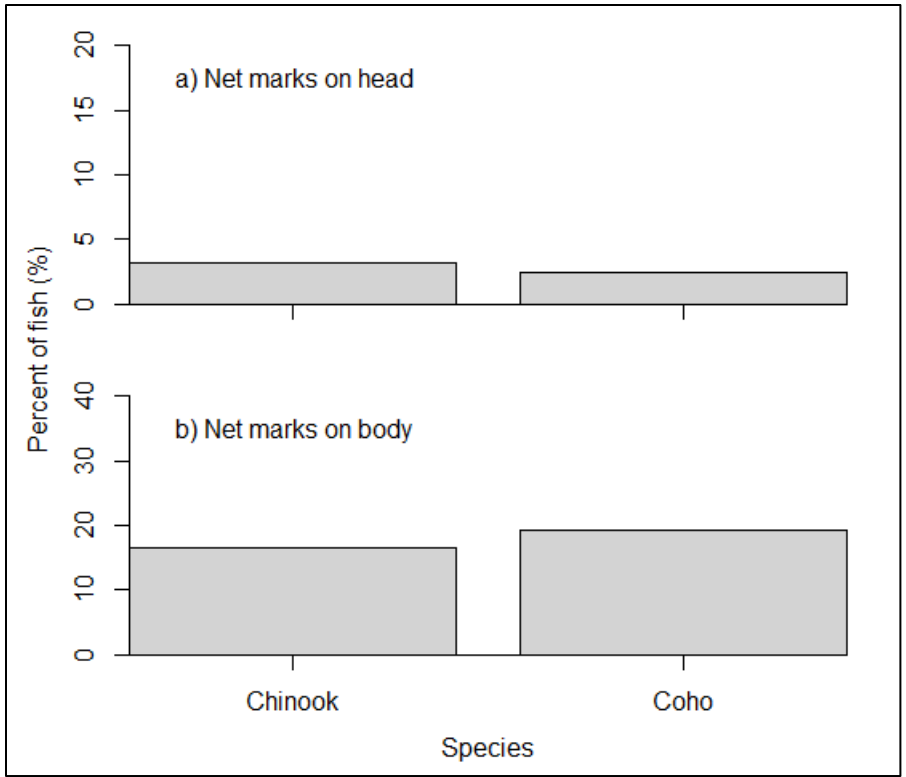 20
a) Net marks on head
15
10
5
0
Percent of fish (%)
40
b) Net marks on body
30
20
10
0
Chinook Coho
Species